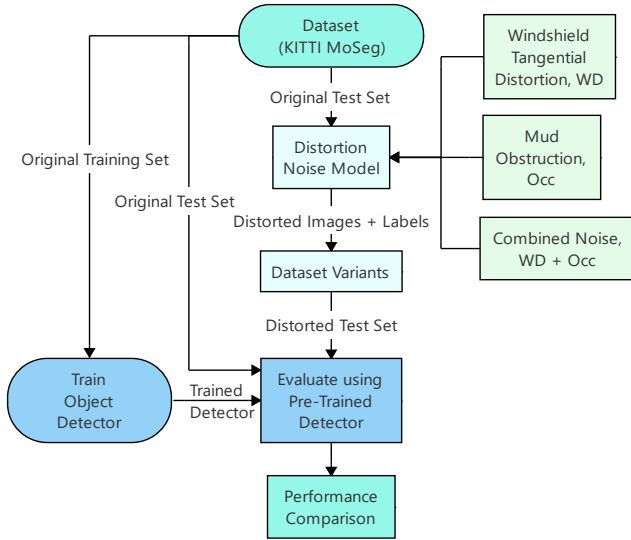 Dataset
(KITTI MoSeg)
Windshield
Tangential
Distortion, WD
Original Test Set
Distortion
Noise Model
Mud
Obstruction,
Occ
Original Training Set
Original Test Set
Distorted Images + Labels
Combined Noise,
WD + Occ
Dataset Variants
Distorted Test Set
Train
Object
Detector
Trained
Detector
Evaluate using
Pre-Trained
Detector
Performance
Comparison